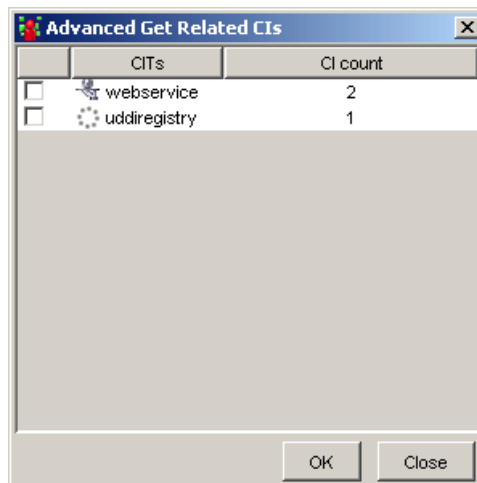 Advanced Get Related CIs
CITs CI count
webservice 2
uddiregistry 1
OK Close